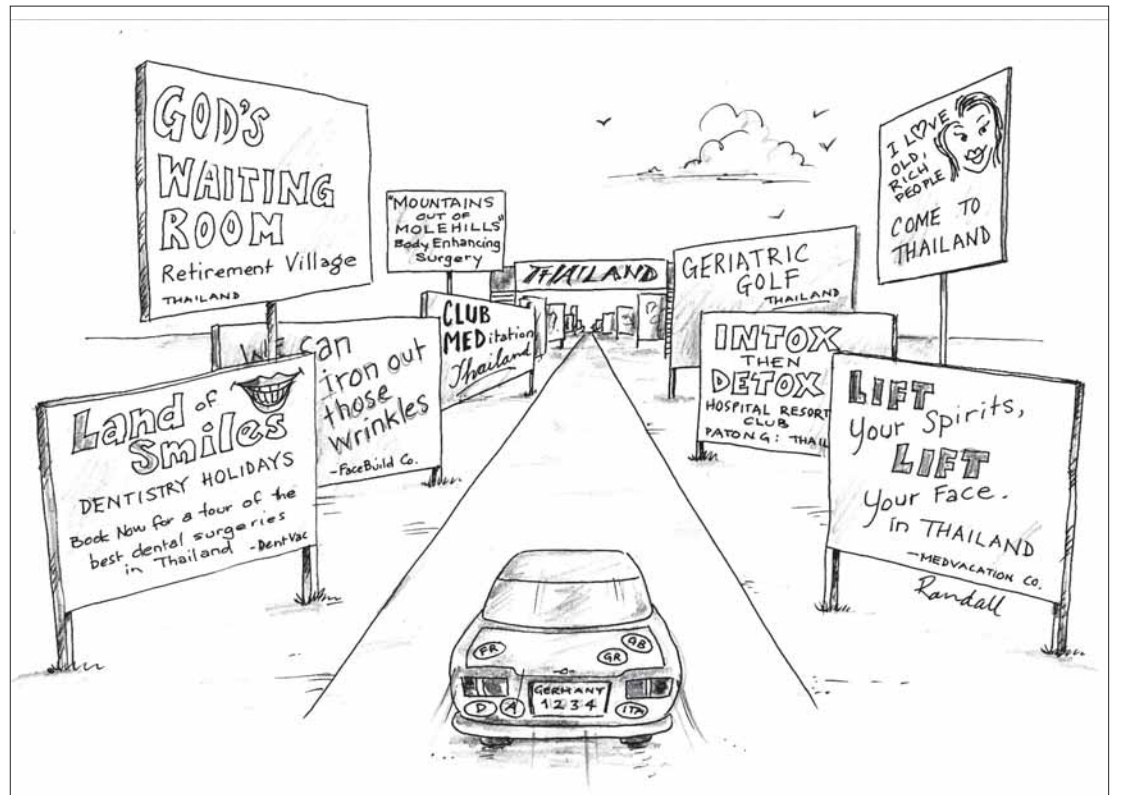 GOD'S
WAITING
ROOM
Retirement Village
THAILAND
"MOUNTAINS
OUT OF
MOLEHILLS"
Body Enhancing
Surgery
THAILAND
GERIATRIC
GOLF
THAILAND
I L♡VE
OLD,
RICH
PEOPLE
COME TO
THAILAND
CLUB
MEDitation
Thailand
WE can
iron out
those
wrinkles
-FaceBuild Co.
Land of
Smiles
DENTISTRY HOLIDAYS
Book Now for a tour of the
best dental surgeries
in Thailand -DentVac
INTOX
THEN
DETOX
HOSPITAL RESORT
CLUB
PATONG: THAIL
LIFT
Your Spirits,
LIFT
Your Face.
in THAILAND
-MEDVACATION CO.
Randall
FR
GB
GR
GERMANY
1234
D
A
ITA